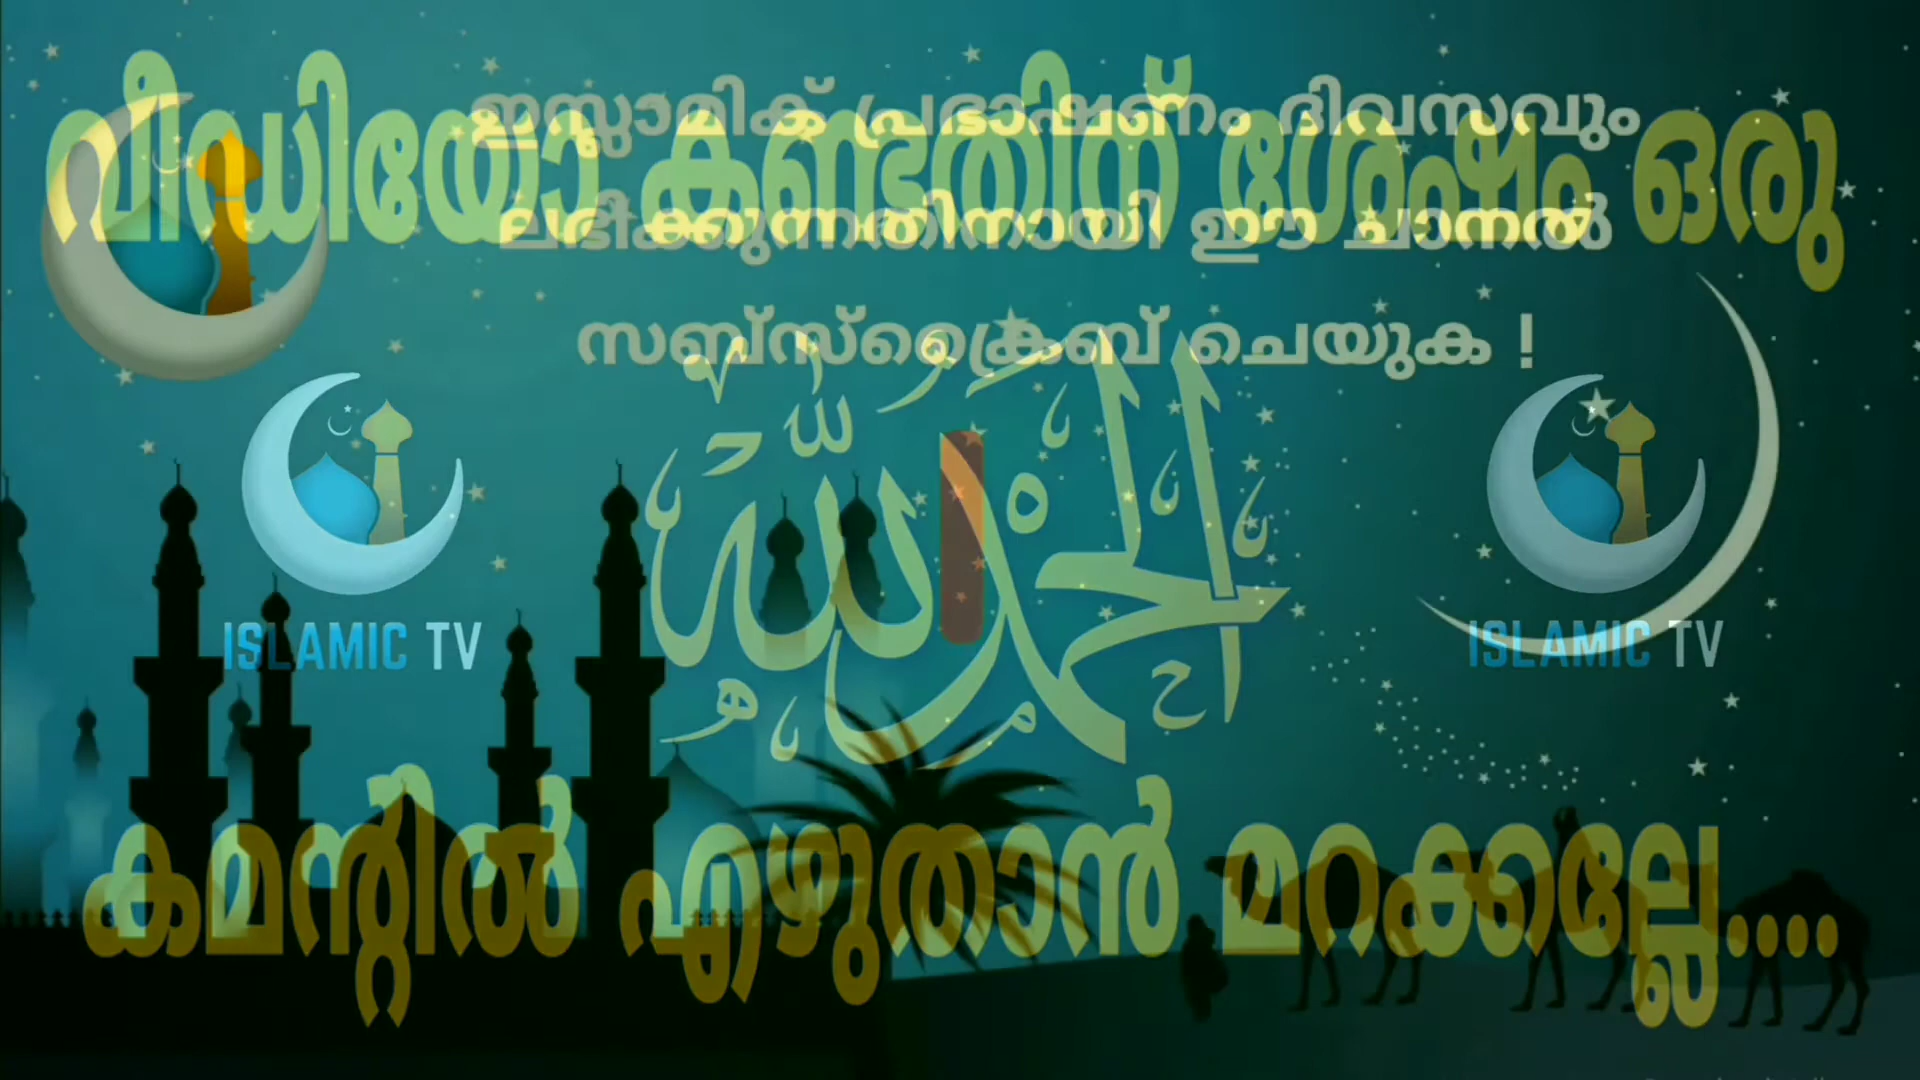 വീഡിയോ കണ്ടതിന് ശേഷം ഒരു
ഇസ്ലാമിക് പ്രഭാഷണം ദിവസവും
ലഭിക്കുന്നതിനായി ഈ ചാനൽ
സബ്സ്ക്രൈബ് ചെയുക !
الحمد لله
ISLAMIC TV
ISLAMIC TV
കമന്റിൽ എഴുതാൻ മറക്കല്ലേ....